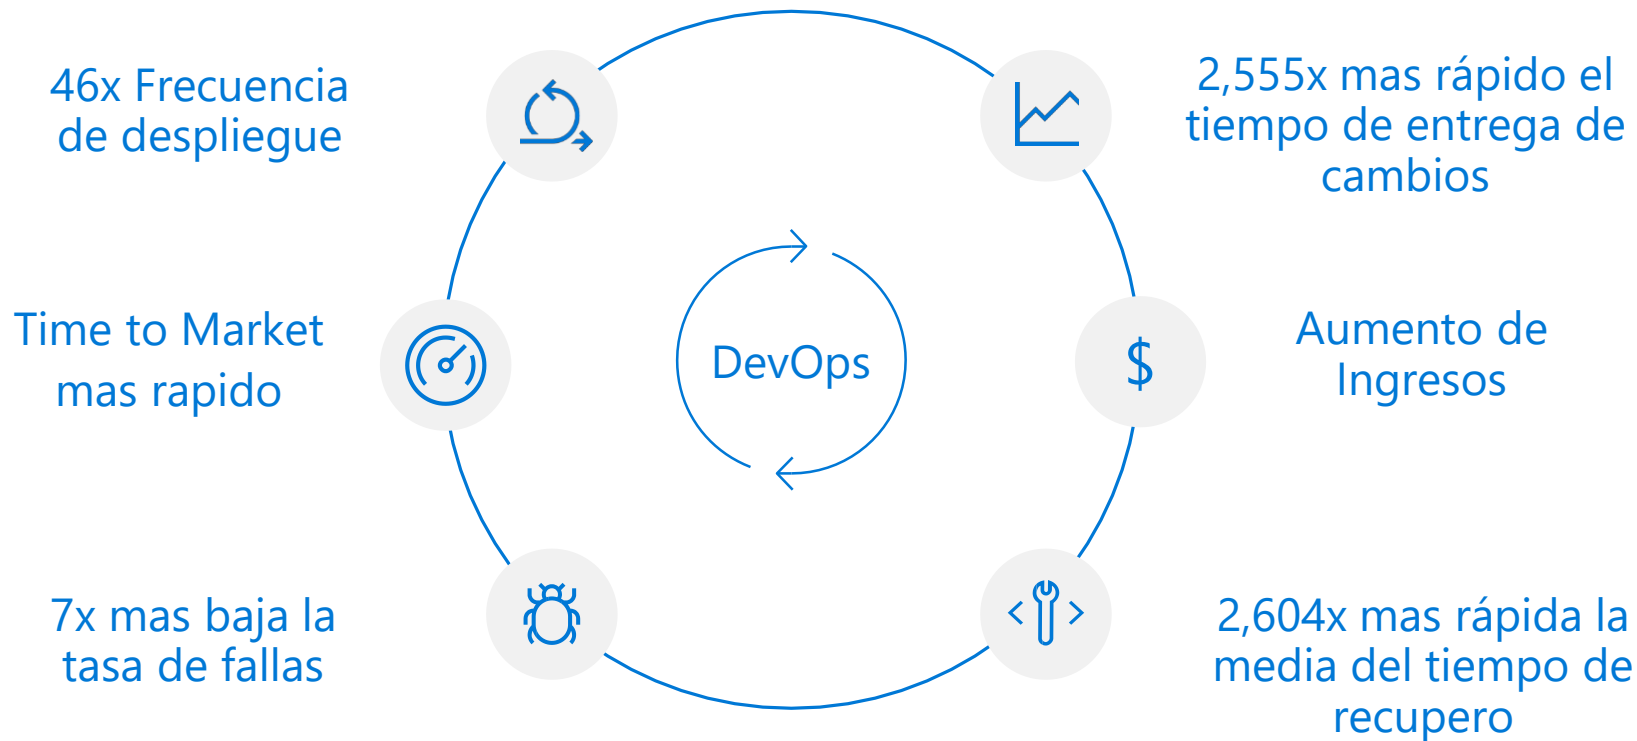 46x Frecuencia
de despliegue
2,555x mas rápido el
tiempo de entrega de
cambios
Time to Market
mas rapido
DevOps
$
Aumento de
Ingresos
7x mas baja la
tasa de fallas
2,604x mas rápida la
media del tiempo de
recupero